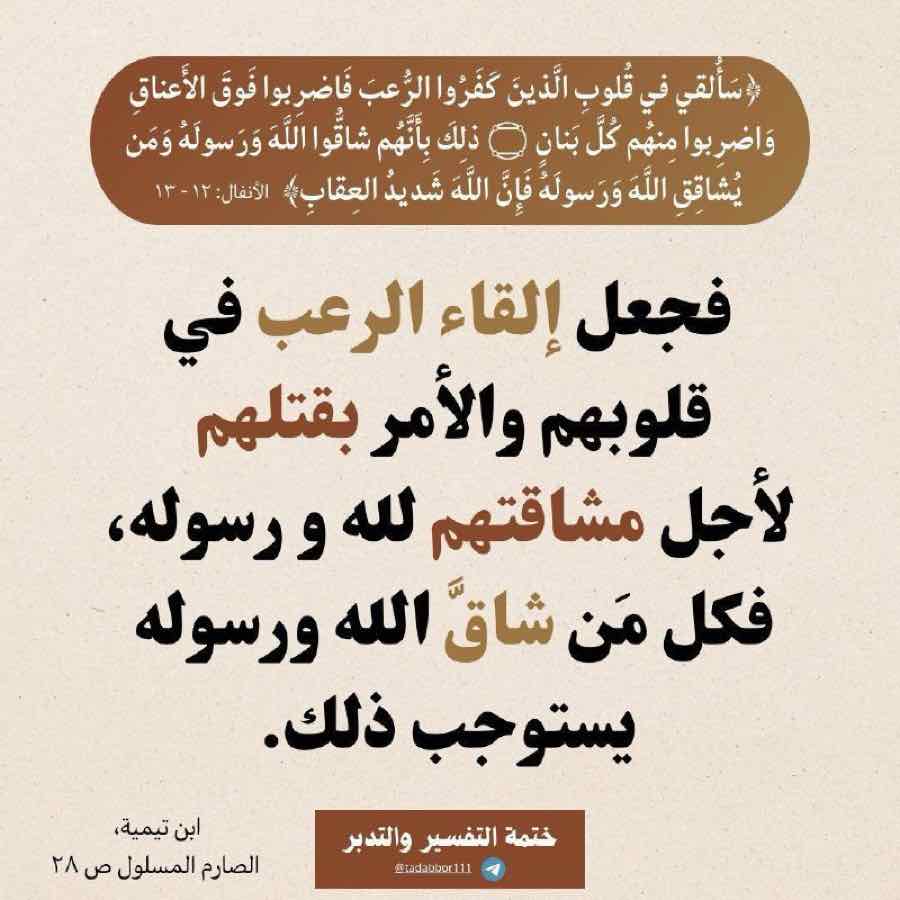 ﴿سَأُلقي في قُلوبِ الَّذينَ كَفَرُوا الرُّعبَ فَاضرِبوا فَوقَ الأَعناقِ
وَاضرِبوا مِنهُم كُلَّ بَنانٍ ۝ ذلِكَ بِأَنَّهُم شاقُّوا اللَّهَ وَرَسولَهُ وَمَن
يُشاقِقِ اللَّهَ وَرَسولَهُ فَإِنَّ اللَّهَ شَديدُ العِقابِ﴾ الأنفال: ١٢ - ١٣
فجعل إلقاء الرعب في
قلوبهم والأمر بقتلهم
لأجل مشاقتهم لله و رسوله،
فكل مَن شاقَّ الله ورسوله
يستوجب ذلك.
ابن تيمية،
الصارم المسلول ص ٢٨
ختمة التفسير والتدبر
@tadabbor111